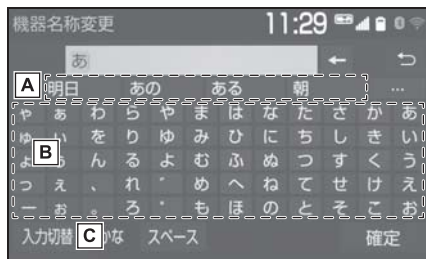 機器名称変更 11:29
あ
A 明日 あの ある 朝 …
ゃ ぁ わ ら や ま は な た さ か あ
ゅ ぃ を り ゆ み ひ に ち し き い
ょ ん る よ む ふ ぬ つ す く う
B
っ ぇ 、 れ ゛ め へ ね て せ け え
ー ぉ 。 ろ ゜ も ほ の と そ こ お
入力切替 C かな スペース 確定